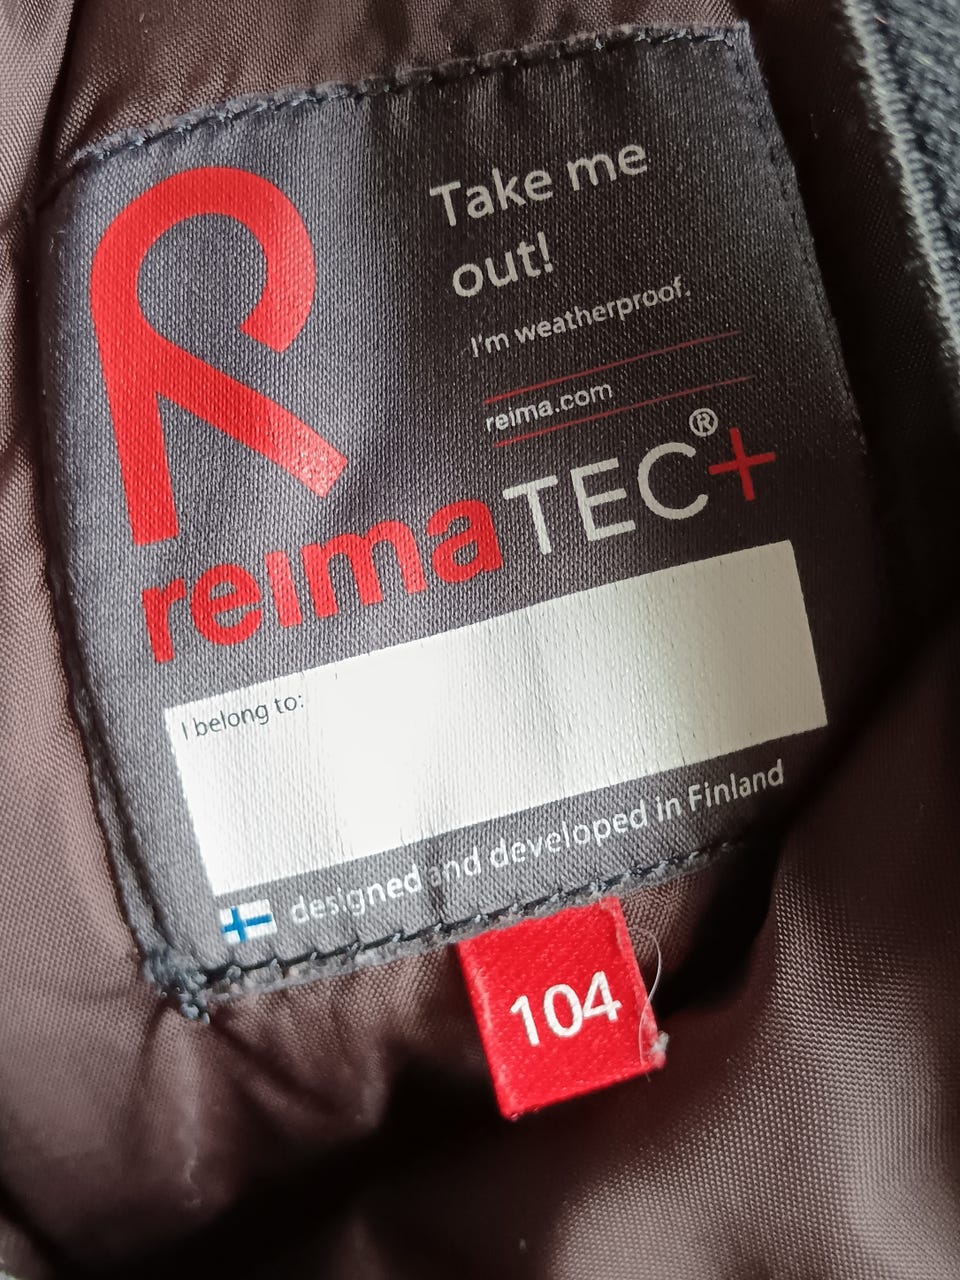 Take me
out!
I'm weatherproof.
reima.com
reimaTEC®+
I belong to:
designed and developed in Finland
104